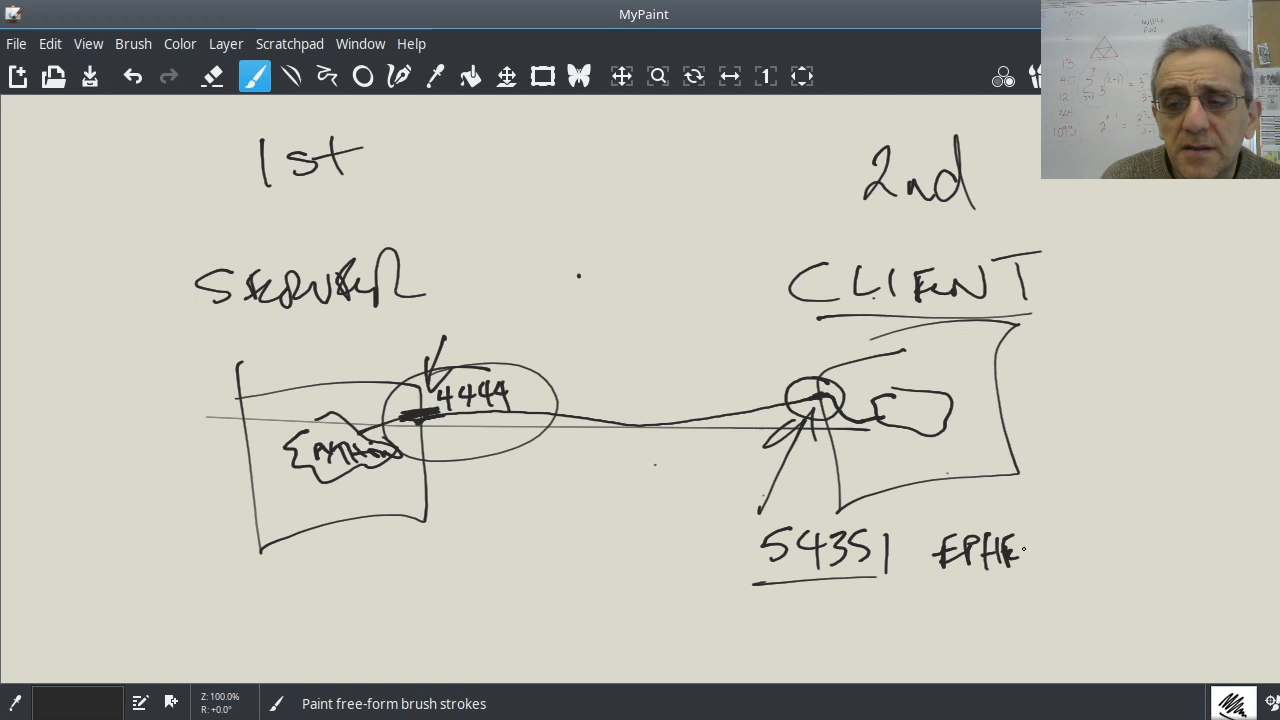 MyPaint
File Edit View Brush Color Layer Scratchpad Window Help
1st
2nd
SERVER
CLIENT
4444
PYTHON
54351 EPHE
Z: 100.0%
R: +0.0°
Paint free-form brush strokes